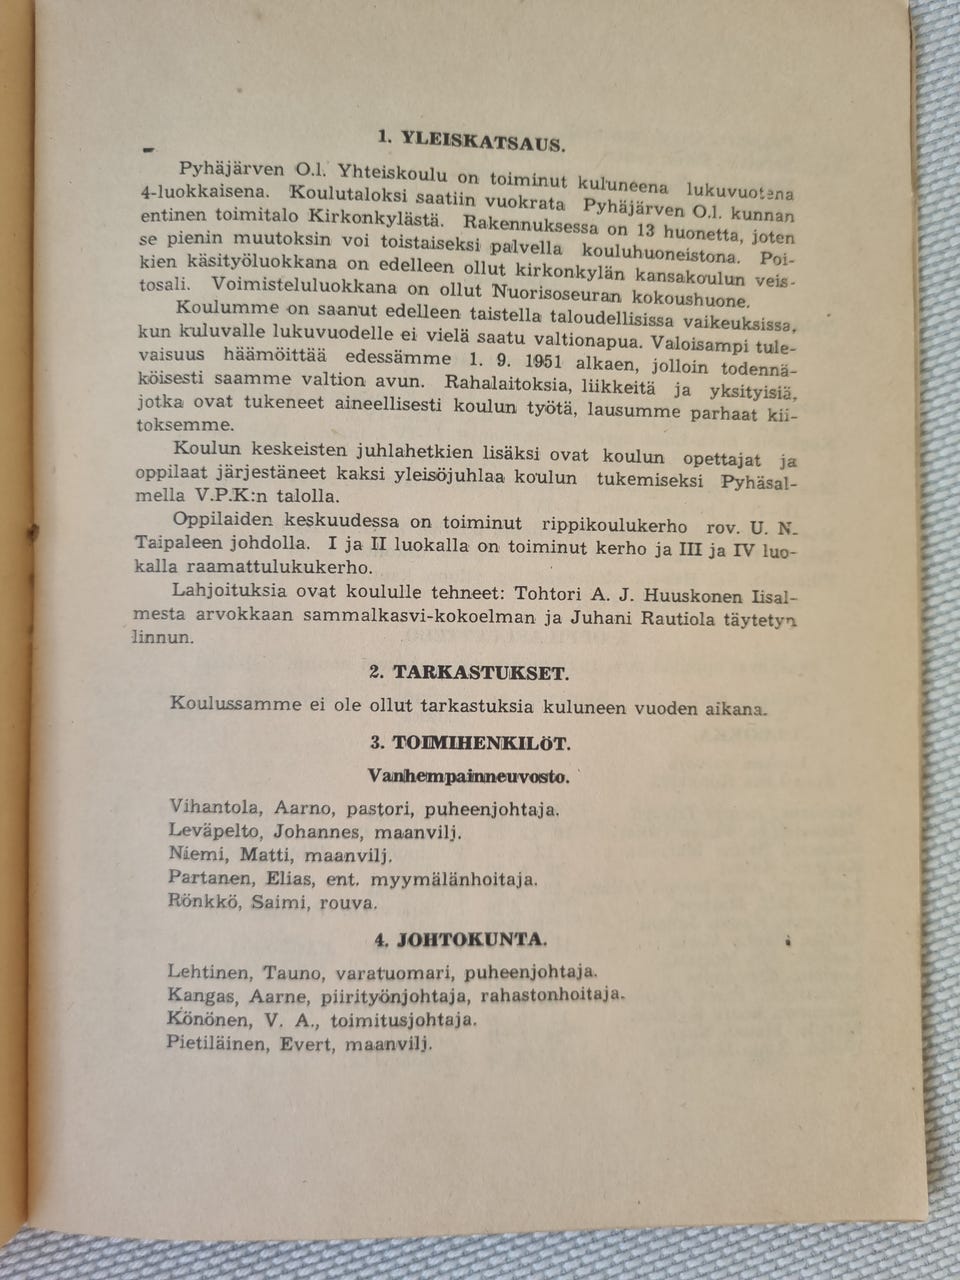 1. YLEISKATSAUS.
Pyhäjärven O.l. Yhteiskoulu on toiminut kuluneena lukuvuotena
4-luokkaisena. Koulutaloksi saatiin vuokrata Pyhäjärven O.l. kunnan
entinen toimitalo Kirkonkylästä. Rakennuksessa on 13 huonetta, joten
se pienin muutoksin voi toistaiseksi palvella kouluhuoneistona. Poi-
kien käsityöluokkana on edelleen ollut kirkonkylän kansakoulun veis-
tosali. Voimisteluluokkana on ollut Nuorisoseuran kokoushuone.
Koulumme on saanut edelleen taistella taloudellisissa vaikeuksissa,
kun kuluvalle lukuvuodelle ei vielä saatu valtionapua. Valoisampi tule-
vaisuus häämöittää edessämme 1. 9. 1951 alkaen, jolloin todennä-
köisesti saamme valtion avun. Rahalaitoksia, liikkeitä ja yksityisiä,
jotka ovat tukeneet aineellisesti koulun työtä, lausumme parhaat kii-
toksemme.
Koulun keskeisten juhlahetkien lisäksi ovat koulun opettajat ja
oppilaat järjestäneet kaksi yleisöjuhlaa koulun tukemiseksi Pyhäsal-
mella V.P.K:n talolla.
Oppilaiden keskuudessa on toiminut rippikoulukerho rov. U. N.
Taipaleen johdolla. I ja II luokalla on toiminut kerho ja III ja IV luo-
kalla raamattulukukerho.
Lahjoituksia ovat koululle tehneet: Tohtori A. J. Huuskonen Iisal-
mesta arvokkaan sammalkasvi-kokoelman ja Juhani Rautiola täytetyn
linnun.
2. TARKASTUKSET.
Koulussamme ei ole ollut tarkastuksia kuluneen vuoden aikana.
3. TOIMIHENKILÖT.
Vanhempainneuvosto.
Vihantola, Aarno, pastori, puheenjohtaja.
Leväpelto, Johannes, maanvilj.
Niemi, Matti, maanvilj.
Partanen, Elias, ent. myymälänhoitaja.
Rönkkö, Saimi, rouva.
4. JOHTOKUNTA.
Lehtinen, Tauno, varatuomari, puheenjohtaja.
Kangas, Aarne, piirityönjohtaja, rahastonhoitaja.
Könönen, V. A., toimitusjohtaja.
Pietiläinen, Evert, maanvilj.